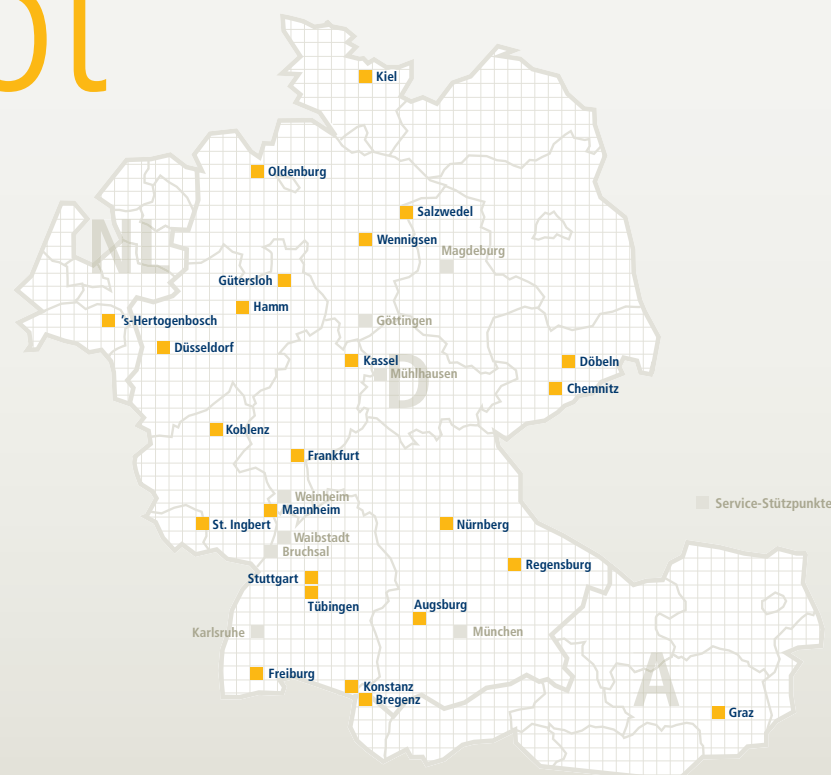 Kiel
Oldenburg
Salzwedel
NL
Wennigsen
Magdeburg
Gütersloh
Hamm
's-Hertogenbosch
Göttingen
Düsseldorf
Kassel
Döbeln
Mühlhausen
D
Chemnitz
Koblenz
Frankfurt
Weinheim
Service-Stützpunkte
Mannheim
St. Ingbert
Nürnberg
Waibstadt
Bruchsal
Regensburg
Stuttgart
Tübingen
Augsburg
Karlsruhe
München
Freiburg
A
Konstanz
Bregenz
Graz